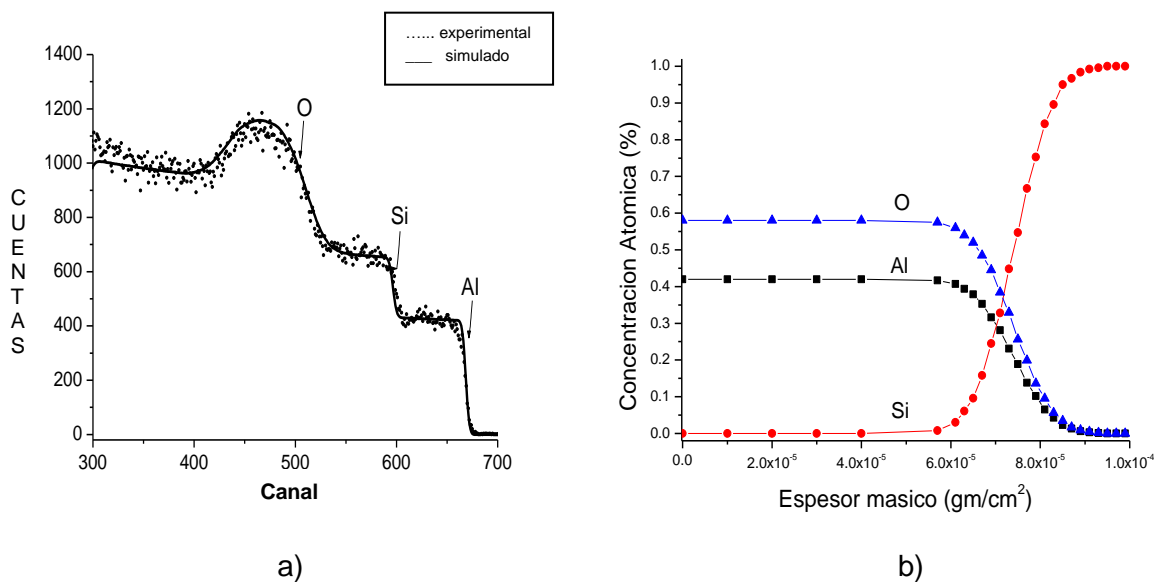 ...... experimental
___ simulado
1400
1200
1000
800
600
400
200
0
CUENTAS
O
Si
Al
300
400
500
600
700
Canal
a)
1.0
0.9
0.8
0.7
0.6
0.5
0.4
0.3
0.2
0.1
0.0
Concentracion Atomica (%)
O
Al
Si
0.0
2.0x10⁻⁵
4.0x10⁻⁵
6.0x10⁻⁵
8.0x10⁻⁵
1.0x10⁻⁴
Espesor masico (gm/cm²)
b)